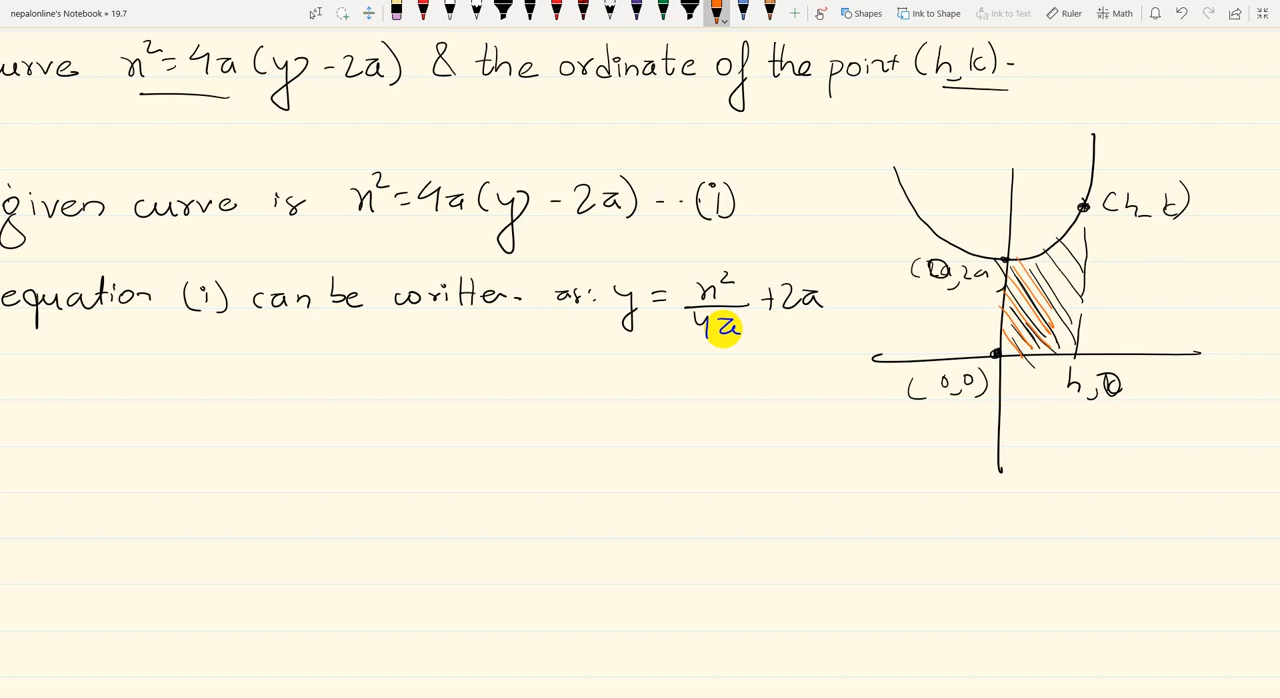 nepalonline's Notebook » 19.7
Shapes
Ink to Shape
Ink to Text
Ruler
Math
urve x²=4a(y-2a) & the ordinate of the point (h,k)-
given curve is x²=4a(y-2a) --- (i)
equation (i) can be written as: y = x²/4a +2a
(h k)
(0,2a
(0,0)
h,0